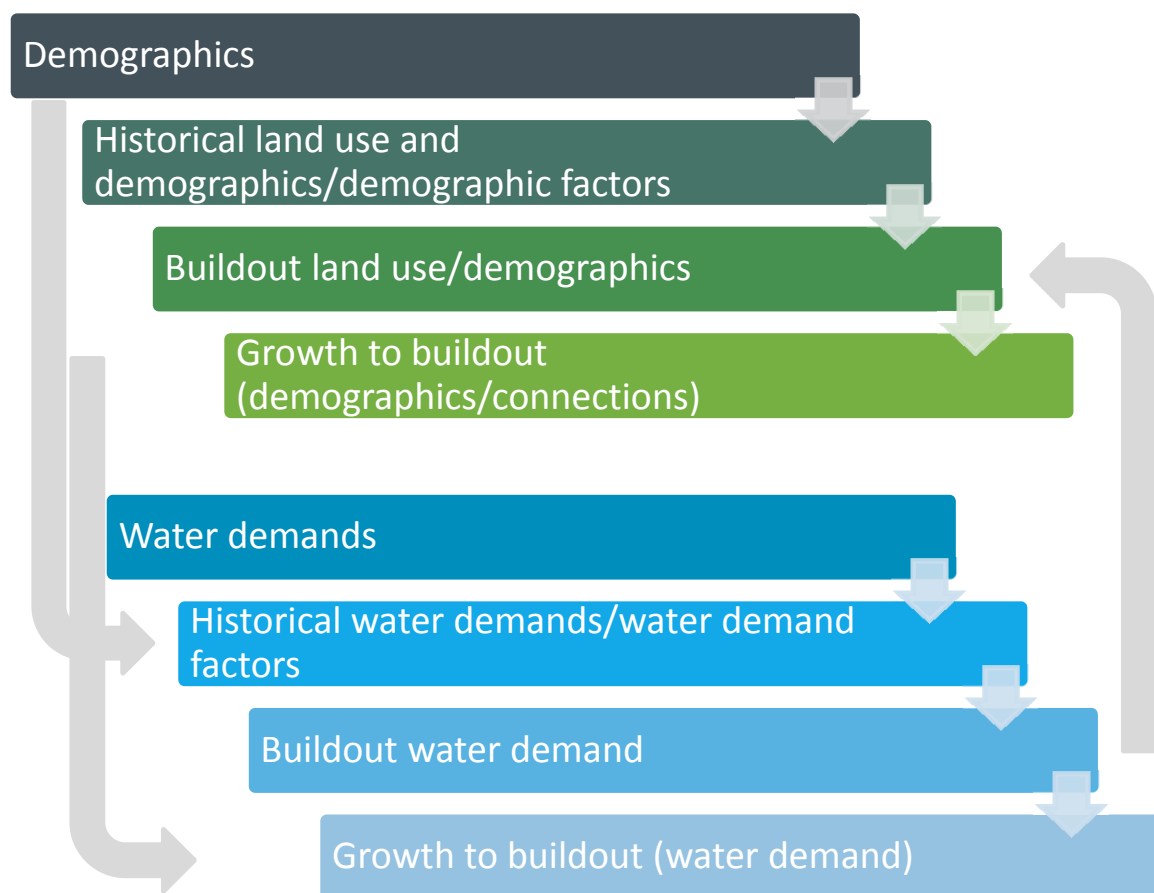 Demographics
Historical land use and
demographics/demographic factors
Buildout land use/demographics
Growth to buildout
(demographics/connections)
Water demands
Historical water demands/water demand
factors
Buildout water demand
Growth to buildout (water demand)